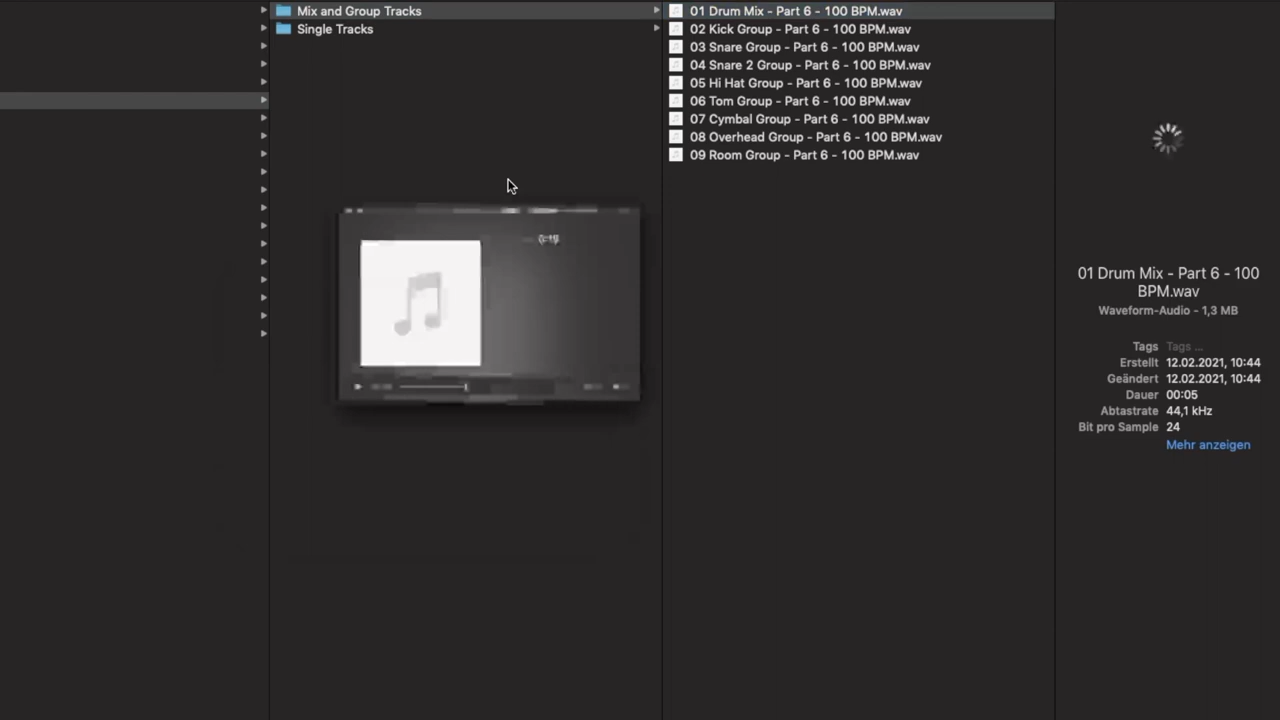 Mix and Group Tracks
Single Tracks
01 Drum Mix - Part 6 - 100 BPM.wav
02 Kick Group - Part 6 - 100 BPM.wav
03 Snare Group - Part 6 - 100 BPM.wav
04 Snare 2 Group - Part 6 - 100 BPM.wav
05 Hi Hat Group - Part 6 - 100 BPM.wav
06 Tom Group - Part 6 - 100 BPM.wav
07 Cymbal Group - Part 6 - 100 BPM.wav
08 Overhead Group - Part 6 - 100 BPM.wav
09 Room Group - Part 6 - 100 BPM.wav
01 Drum Mix - Part 6 - 100
BPM.wav
Waveform-Audio - 1,3 MB
Tags Tags ...
Erstellt 12.02.2021, 10:44
Geändert 12.02.2021, 10:44
Dauer 00:05
Abtastrate 44,1 kHz
Bit pro Sample 24
Mehr anzeigen